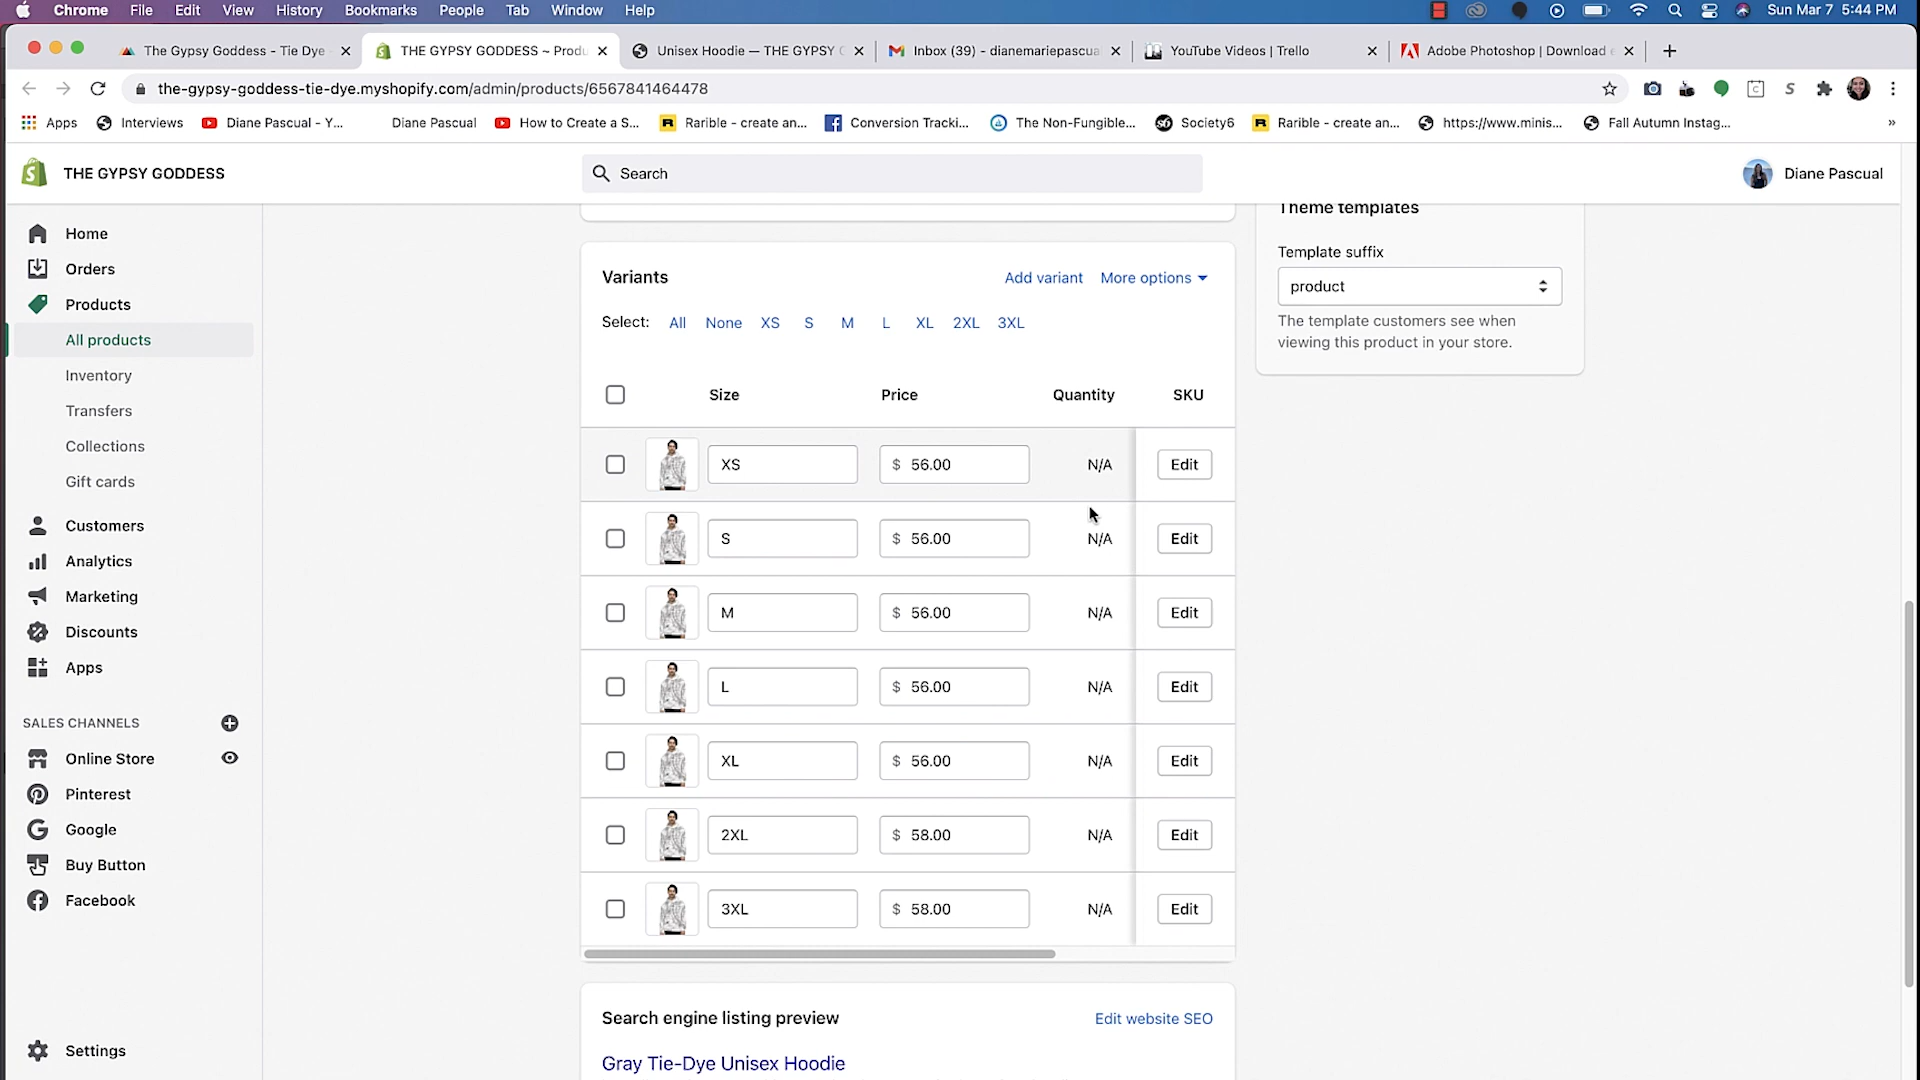 Chrome File Edit View History Bookmarks People Tab Window Help Sun Mar 7 5:44 PM
The Gypsy Goddess - Tie Dye THE GYPSY GODDESS ~ Produ Unisex Hoodie — THE GYPSY G Inbox (39) - dianemariepascua YouTube Videos | Trello Adobe Photoshop | Download
the-gypsy-goddess-tie-dye.myshopify.com/admin/products/6567841464478
Apps Interviews Diane Pascual - Y... Diane Pascual How to Create a S... Rarible - create an... Conversion Tracki... The Non-Fungible... Society6 Rarible - create an... https://www.minis... Fall Autumn Instag... »
THE GYPSY GODDESS Search Diane Pascual
Home
Orders
Products
All products
Inventory
Transfers
Collections
Gift cards
Customers
Analytics
Marketing
Discounts
Apps
SALES CHANNELS
Online Store
Pinterest
Google
Buy Button
Facebook
Settings
Variants Add variant More options
Select: All None XS S M L XL 2XL 3XL
Size Price Quantity SKU
XS $ 56.00 N/A Edit
S $ 56.00 N/A Edit
M $ 56.00 N/A Edit
L $ 56.00 N/A Edit
XL $ 56.00 N/A Edit
2XL $ 58.00 N/A Edit
3XL $ 58.00 N/A Edit
Search engine listing preview Edit website SEO
Gray Tie-Dye Unisex Hoodie
Theme templates
Template suffix
product
The template customers see when
viewing this product in your store.